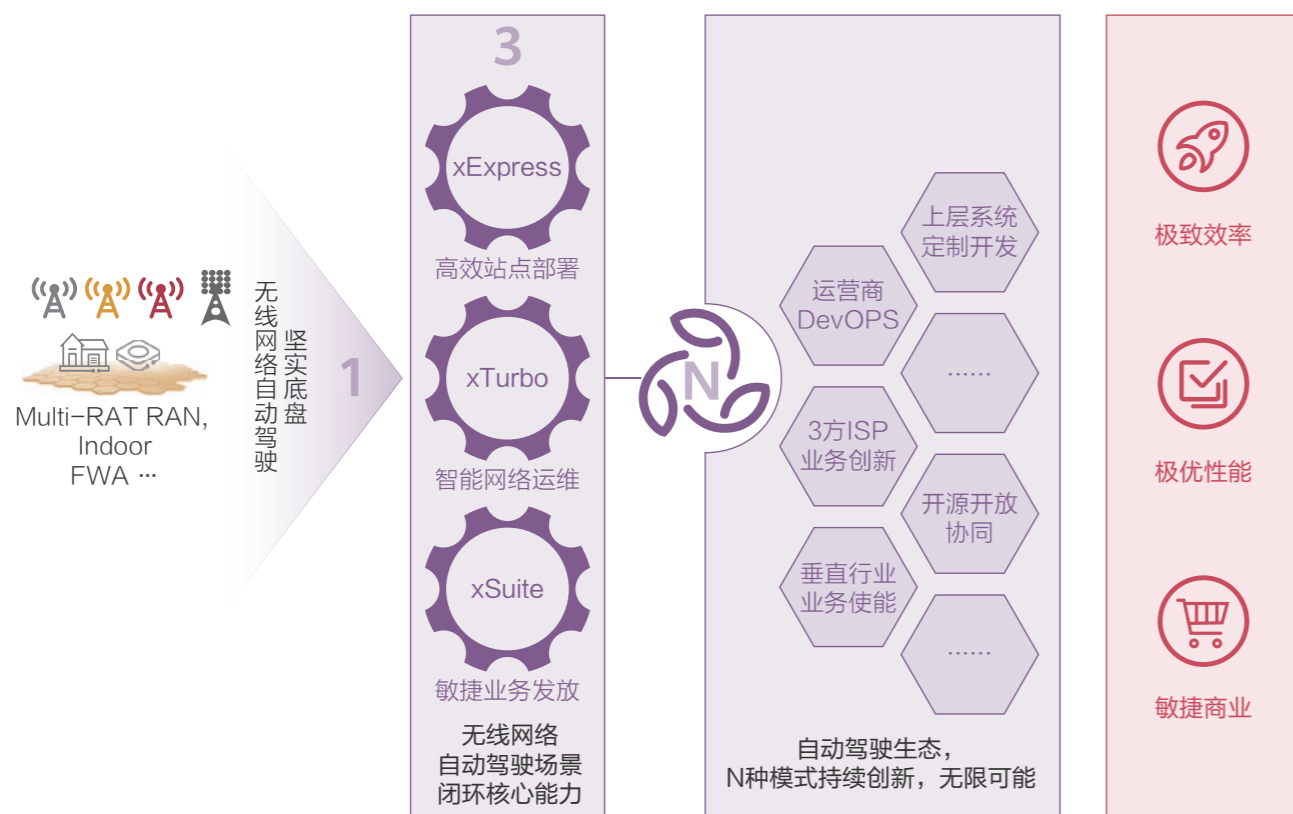 Multi-RAT RAN,
Indoor
FWA …
无线网络自动驾驶
坚实底盘
1
3
xExpress
高效站点部署
xTurbo
智能网络运维
xSuite
敏捷业务发放
无线网络
自动驾驶场景
闭环核心能力
N
上层系统
定制开发
运营商
DevOPS
......
3方ISP
业务创新
开源开放
协同
垂直行业
业务使能
......
自动驾驶生态，
N种模式持续创新，无限可能
极致效率
极优性能
敏捷商业